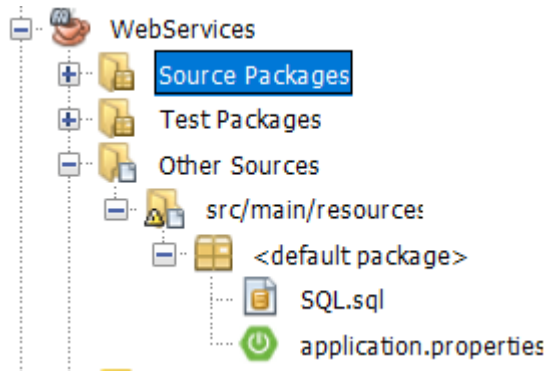 WebServices
Source Packages
Test Packages
Other Sources
src/main/resources
<default package>
SQL.sql
application.properties